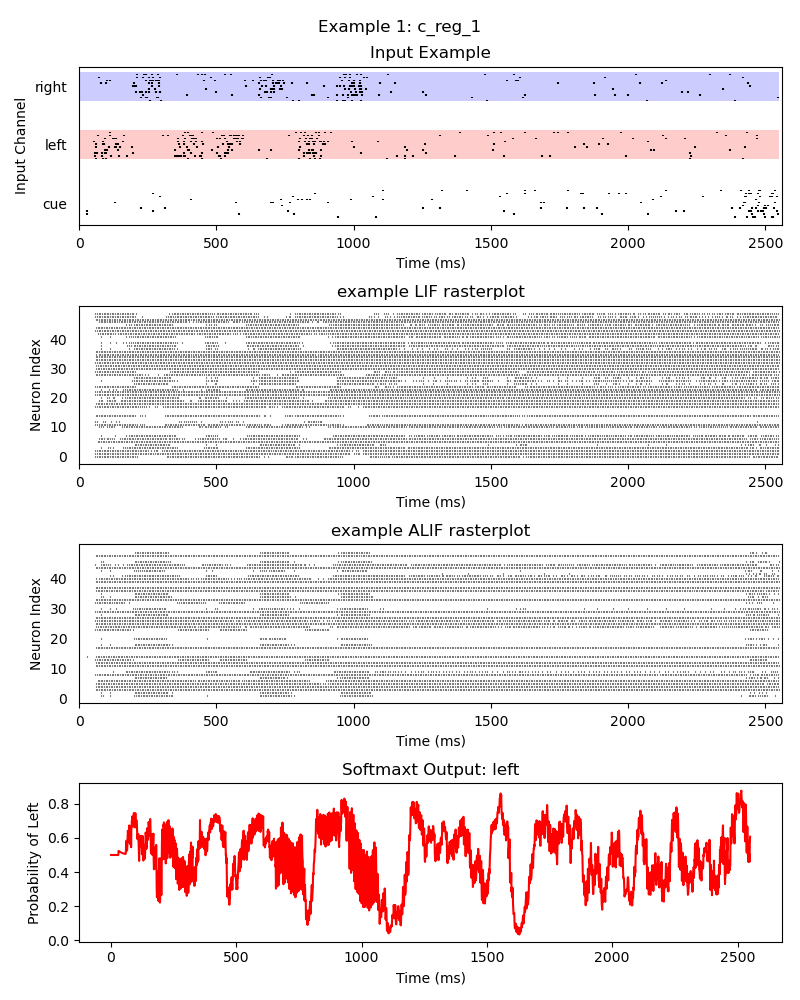 Example 1: c_reg_1
Input Example
Input Channel
right
left
cue
0 500 1000 1500 2000 2500
Time (ms)
example LIF rasterplot
Neuron Index
40
30
20
10
0
0 500 1000 1500 2000 2500
Time (ms)
example ALIF rasterplot
Neuron Index
40
30
20
10
0
0 500 1000 1500 2000 2500
Time (ms)
Softmaxt Output: left
Probability of Left
0.8
0.6
0.4
0.2
0.0
0 500 1000 1500 2000 2500
Time (ms)